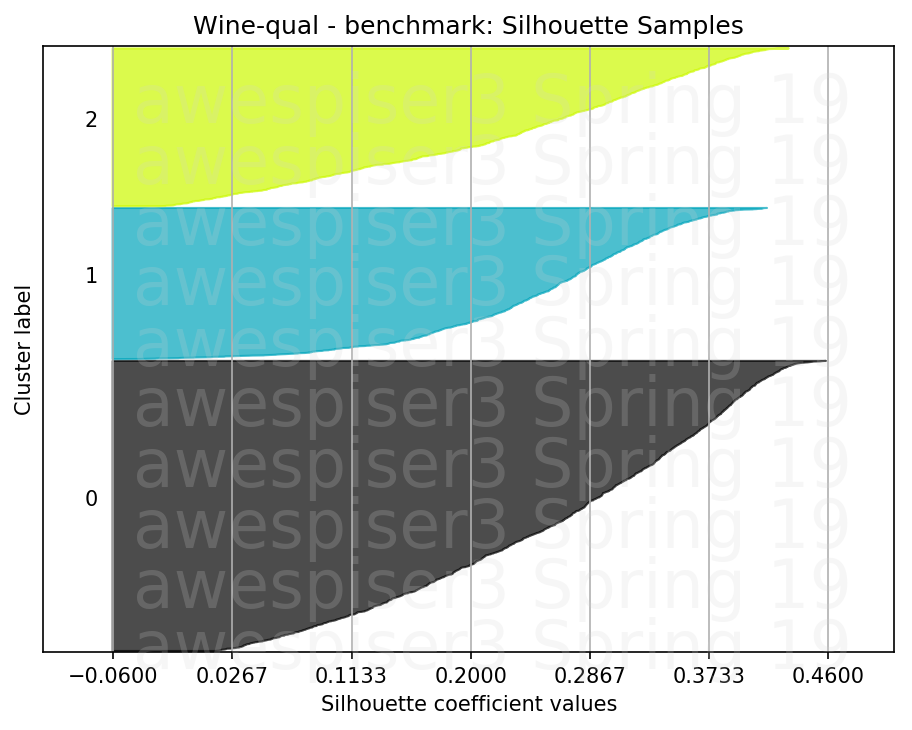 Wine-qual - benchmark: Silhouette Samples
awespiser3 Spring 19
2
awespiser3 Spring 19
awespiser3 Spring 19
1
awespiser3 Spring 19
awespiser3 Spring 19
Cluster label
awespiser3 Spring 19
awespiser3 Spring 19
0
awespiser3 Spring 19
awespiser3 Spring 19
awespiser3 Spring 19
−0.0600 0.0267 0.1133 0.2000 0.2867 0.3733 0.4600
Silhouette coefficient values